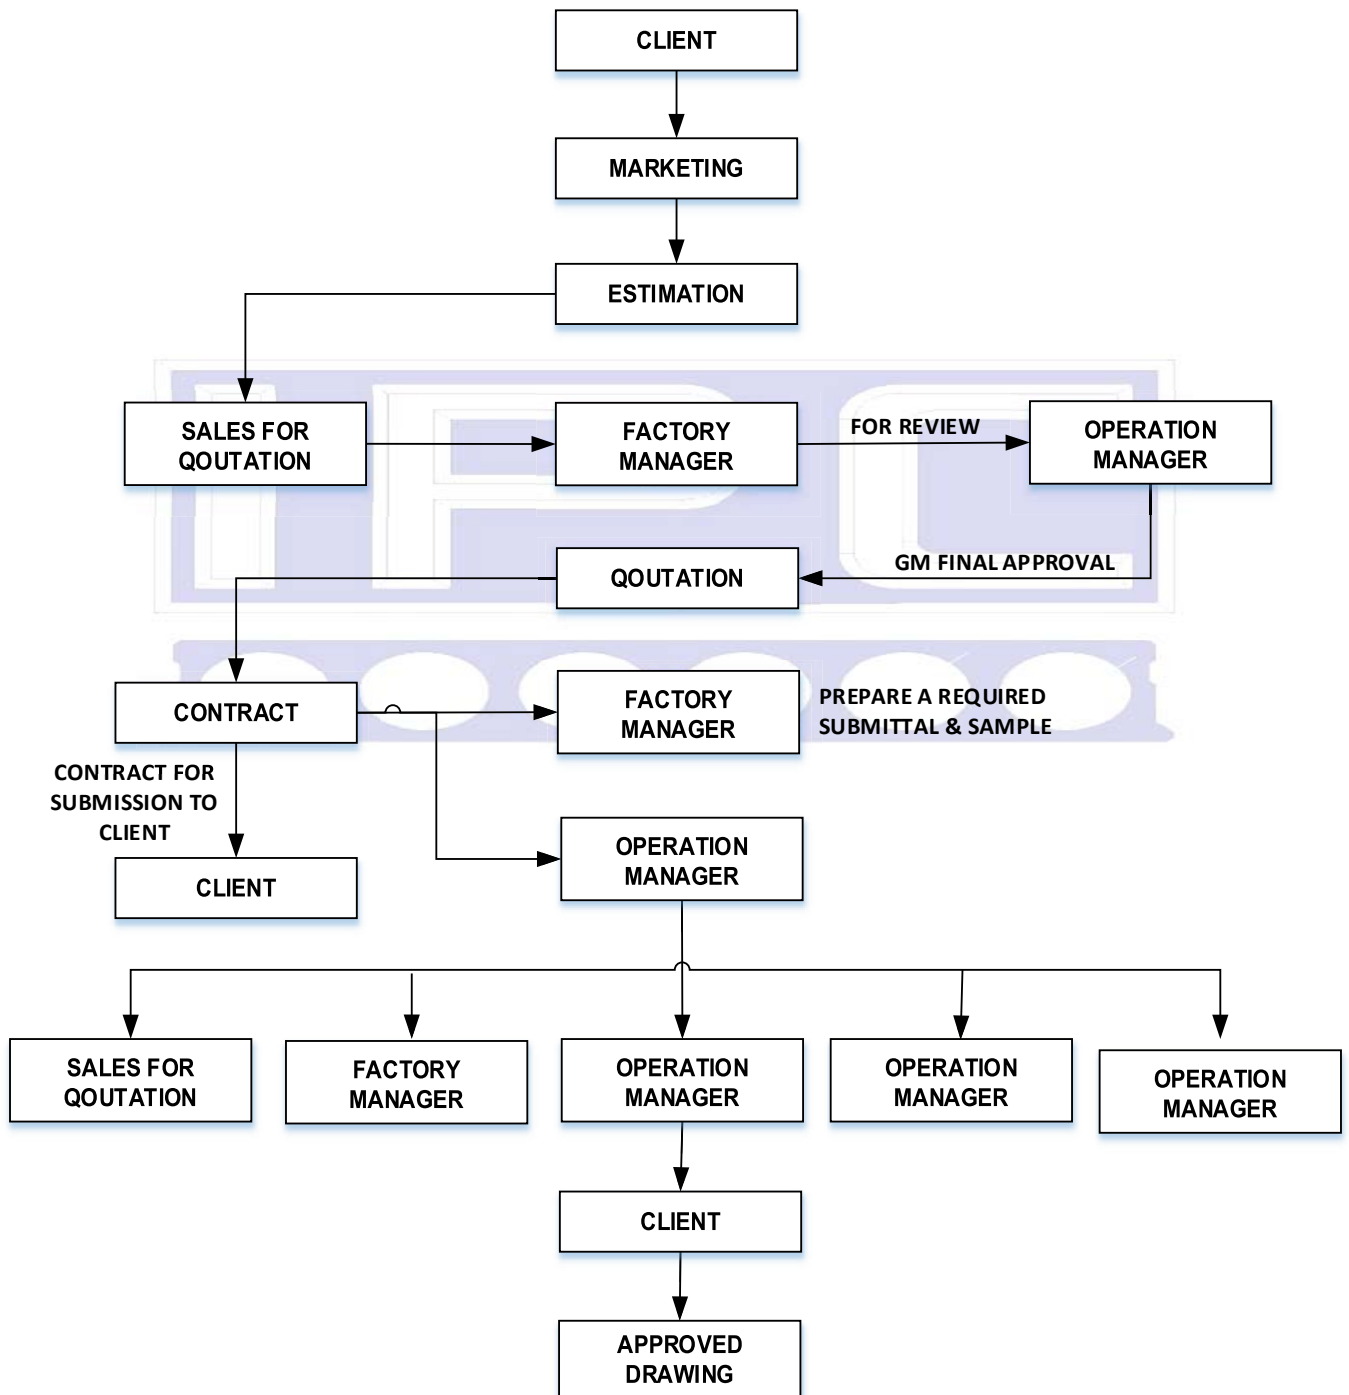 CLIENT
MARKETING
ESTIMATION
SALES FOR
QOUTATION
FACTORY
MANAGER
FOR REVIEW
OPERATION
MANAGER
GM FINAL APPROVAL
QOUTATION
CONTRACT
FACTORY
MANAGER
PREPARE A REQUIRED
SUBMITTAL & SAMPLE
CONTRACT FOR
SUBMISSION TO
CLIENT
OPERATION
MANAGER
CLIENT
SALES FOR
QOUTATION
FACTORY
MANAGER
OPERATION
MANAGER
OPERATION
MANAGER
OPERATION
MANAGER
CLIENT
APPROVED
DRAWING
IPC